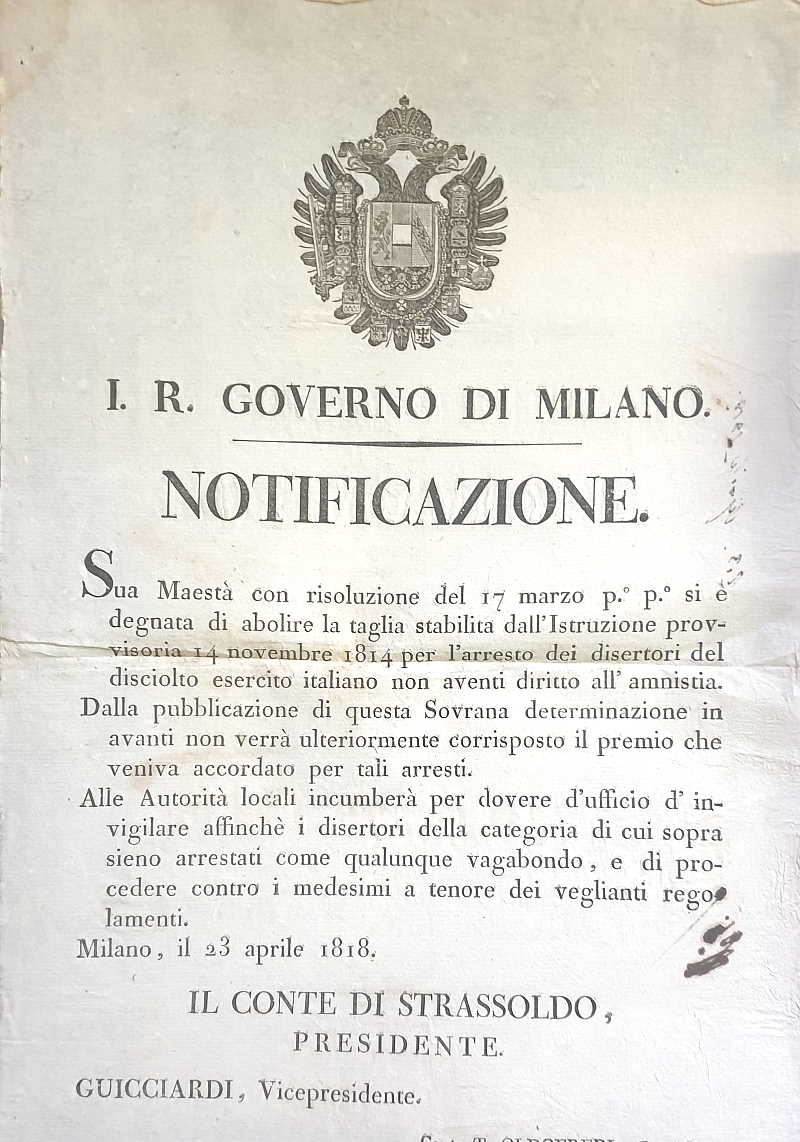 I. R. GOVERNO DI MILANO.
NOTIFICAZIONE.
Sua Maestà con risoluzione del 17 marzo p.° p.° si è
degnata di abolire la taglia stabilita dall'Istruzione prov-
visoria 14 novembre 1814 per l'arresto dei disertori del
disciolto esercito italiano non aventi diritto all' amnistia.
Dalla pubblicazione di questa Sovrana determinazione in
avanti non verrà ulteriormente corrisposto il premio che
veniva accordato per tali arresti.
Alle Autorità locali incumberà per dovere d'ufficio d' in-
vigilare affinchè i disertori della categoria di cui sopra
sieno arrestati come qualunque vagabondo, e di pro-
cedere contro i medesimi a tenore dei veglianti rego-
lamenti.
Milano, il 23 aprile 1818.
IL CONTE DI STRASSOLDO,
PRESIDENTE.
GUICCIARDI, Vicepresidente.